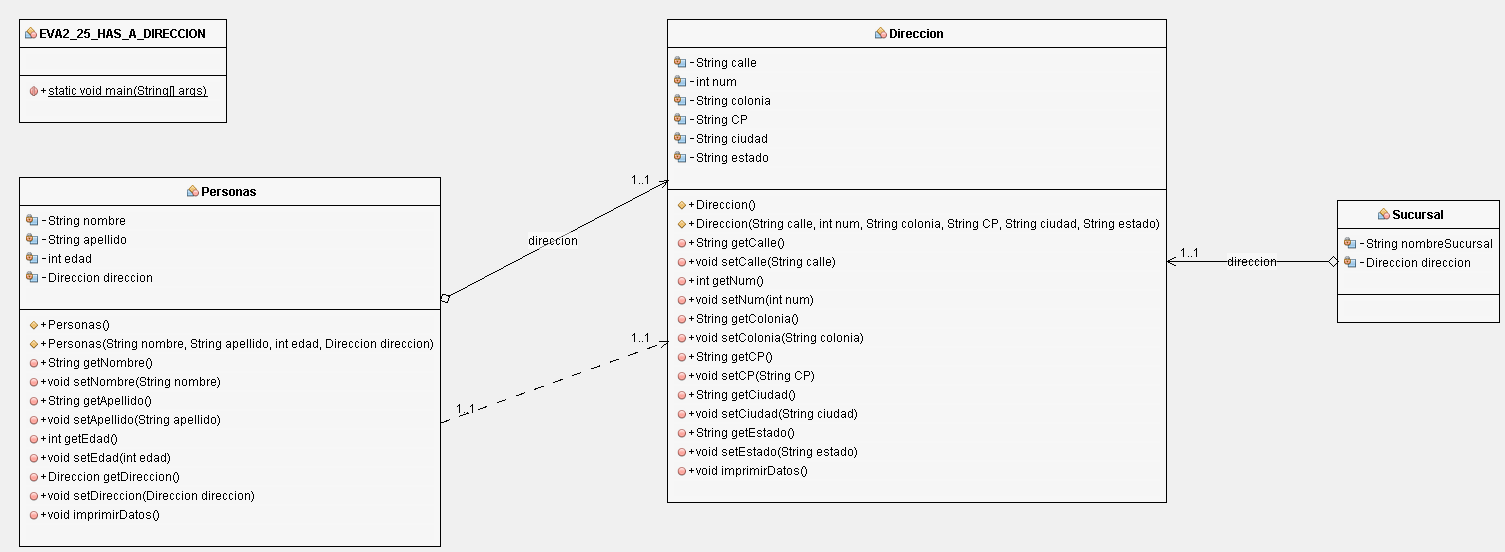 EVA2_25_HAS_A_DIRECCION
+static void main(String[] args)
Personas
-String nombre
-String apellido
-int edad
-Direccion direccion
+Personas()
+Personas(String nombre, String apellido, int edad, Direccion direccion)
+String getNombre()
+void setNombre(String nombre)
+String getApellido()
+void setApellido(String apellido)
+int getEdad()
+void setEdad(int edad)
+Direccion getDireccion()
+void setDireccion(Direccion direccion)
+void imprimirDatos()
1..1
direccion
1..1
1..1
Direccion
-String calle
-int num
-String colonia
-String CP
-String ciudad
-String estado
+Direccion()
+Direccion(String calle, int num, String colonia, String CP, String ciudad, String estado)
+String getCalle()
+void setCalle(String calle)
+int getNum()
+void setNum(int num)
+String getColonia()
+void setColonia(String colonia)
+String getCP()
+void setCP(String CP)
+String getCiudad()
+void setCiudad(String ciudad)
+String getEstado()
+void setEstado(String estado)
+void imprimirDatos()
1..1
direccion
Sucursal
-String nombreSucursal
-Direccion direccion